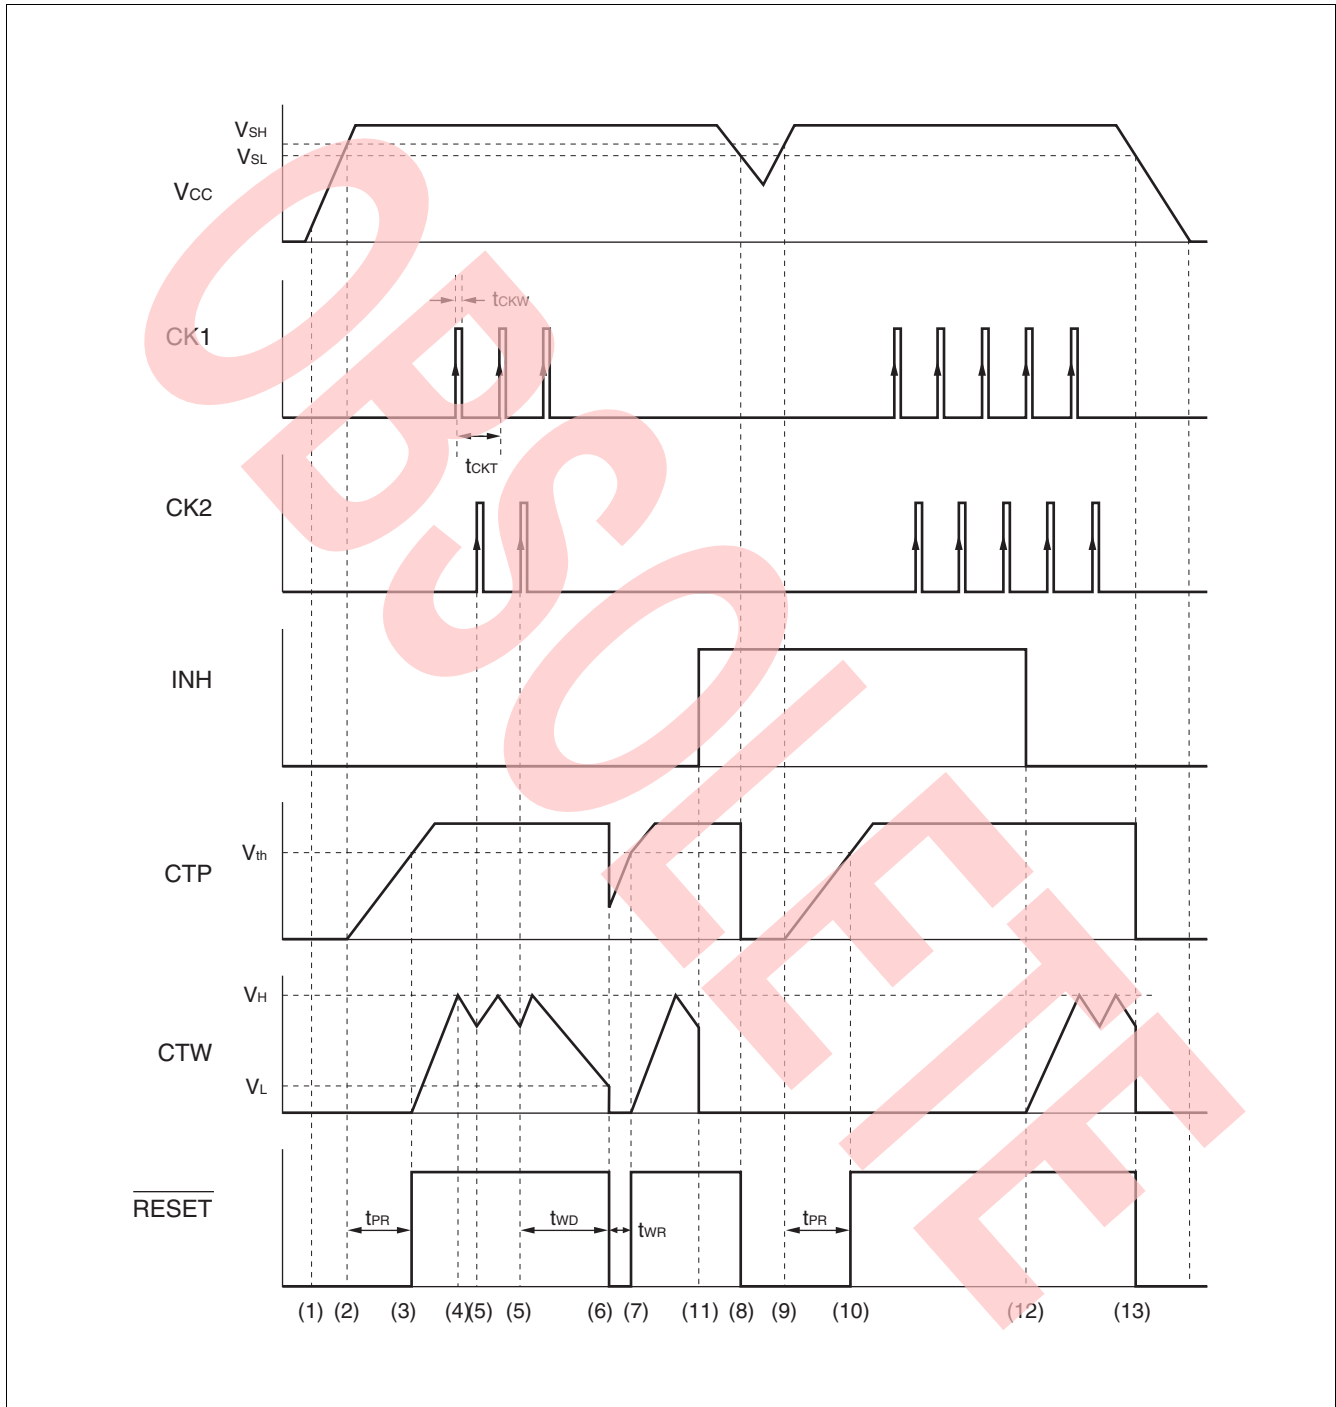 VSH
VSL
VCC
tCKW
CK1
tCKT
CK2
INH
Vth
CTP
VH
CTW
VL
RESET
tPR
tWD
tWR
tPR
(1) (2) (3) (4)(5) (5) (6) (7) (11) (8) (9) (10) (12) (13)
OBSOLETE